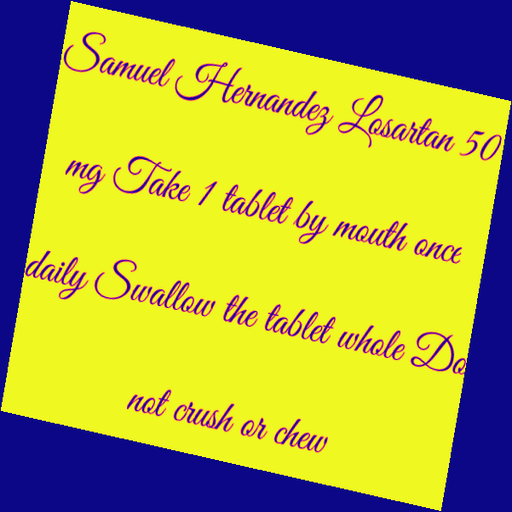 Samuel Hernandez Losartan 50
mg Take 1 tablet by mouth once
daily Swallow the tablet whole Do
not crush or chew